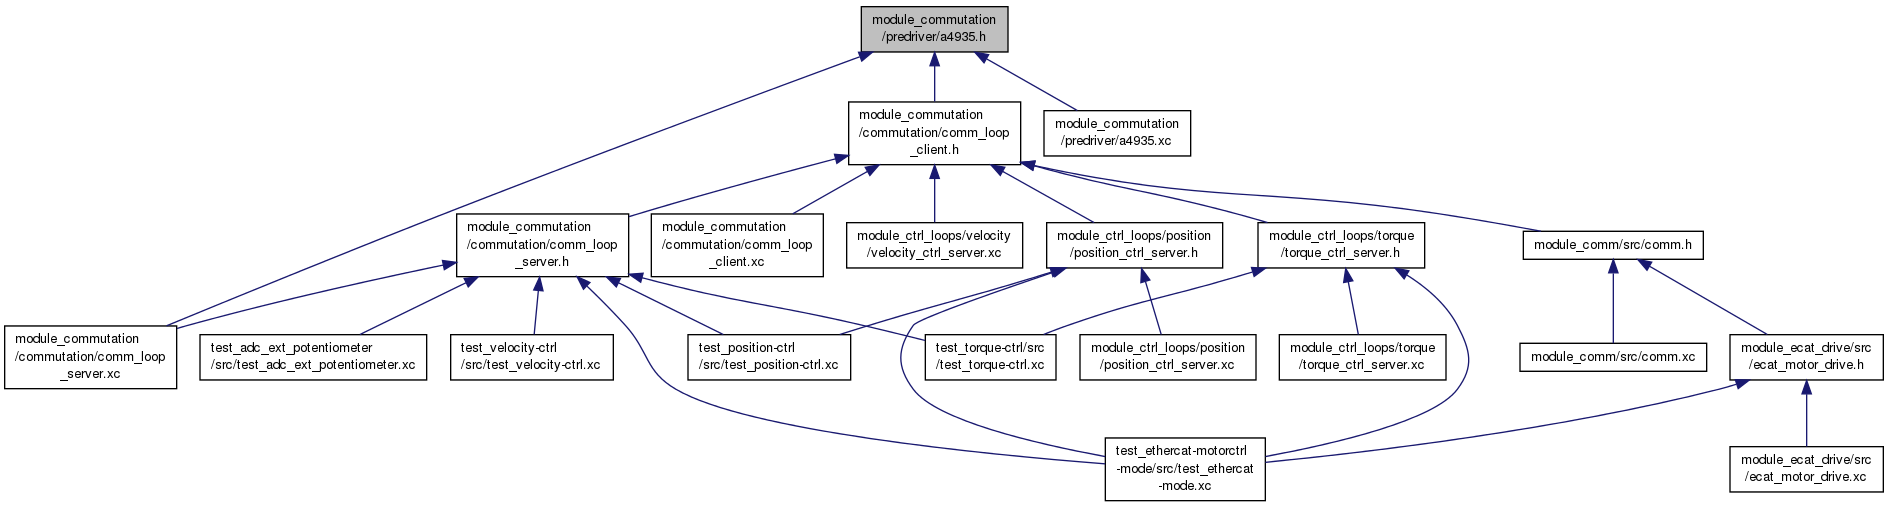 module_commutation
/predriver/a4935.h
module_commutation
/commutation/comm_loop
_client.h
module_commutation
/predriver/a4935.xc
module_commutation
/commutation/comm_loop
_server.h
module_commutation
/commutation/comm_loop
_client.xc
module_ctrl_loops/velocity
/velocity_ctrl_server.xc
module_ctrl_loops/position
/position_ctrl_server.h
module_ctrl_loops/torque
/torque_ctrl_server.h
module_comm/src/comm.h
module_commutation
/commutation/comm_loop
_server.xc
test_adc_ext_potentiometer
/src/test_adc_ext_potentiometer.xc
test_velocity-ctrl
/src/test_velocity-ctrl.xc
test_position-ctrl
/src/test_position-ctrl.xc
test_torque-ctrl/src
/test_torque-ctrl.xc
module_ctrl_loops/position
/position_ctrl_server.xc
module_ctrl_loops/torque
/torque_ctrl_server.xc
module_comm/src/comm.xc
module_ecat_drive/src
/ecat_motor_drive.h
test_ethercat-motorctrl
-mode/src/test_ethercat
-mode.xc
module_ecat_drive/src
/ecat_motor_drive.xc